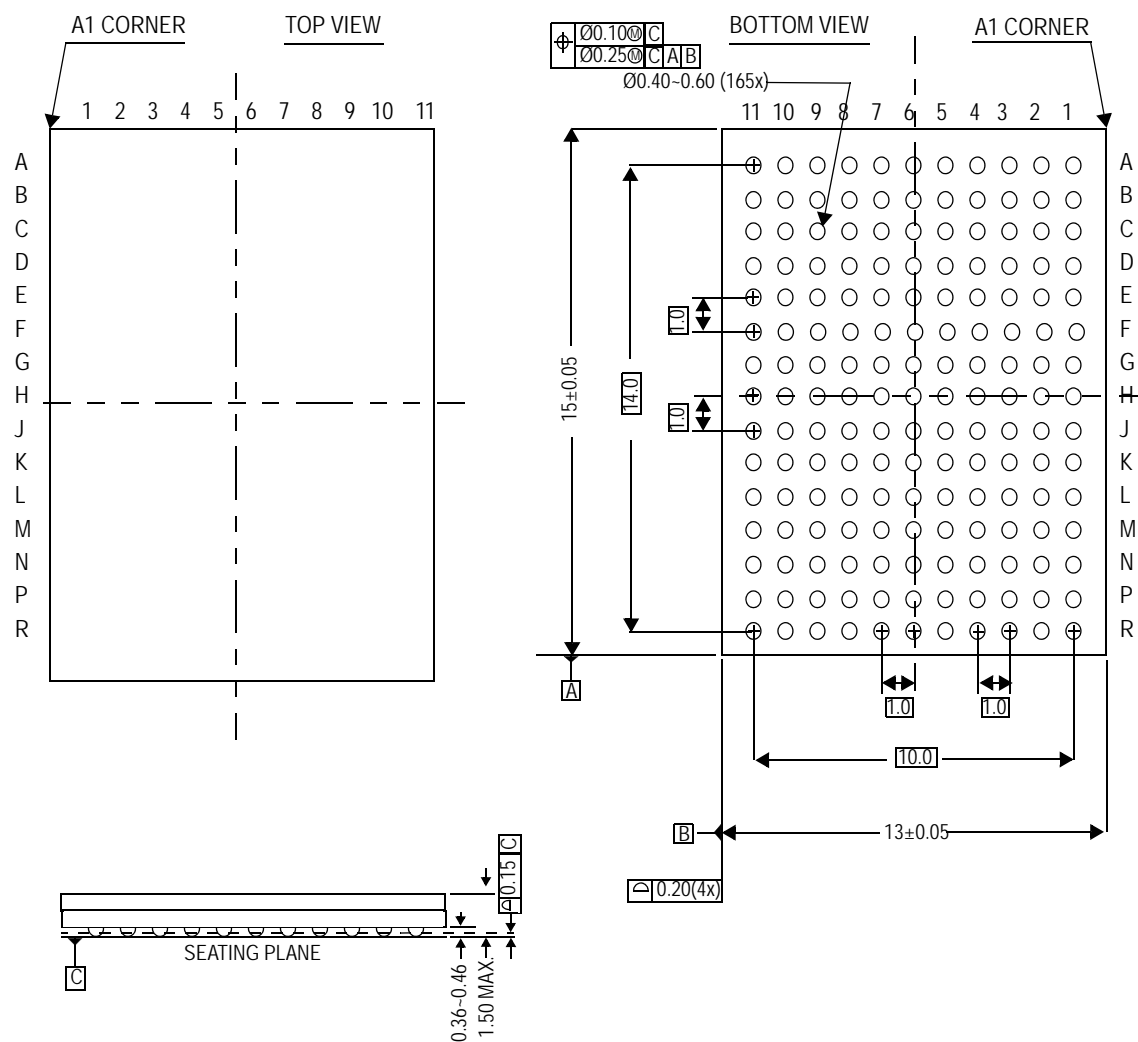 A1 CORNER
TOP VIEW
1 2 3 4 5 6 7 8 9 10 11
A
B
C
D
E
F
G
H
J
K
L
M
N
P
R
Ø0.10Ⓜ C
Ø0.25Ⓜ C A B
Ø0.40~0.60 (165x)
BOTTOM VIEW
A1 CORNER
11 10 9 8 7 6 5 4 3 2 1
A
B
C
D
E
F
G
H
J
K
L
M
N
P
R
1.0
1.0
14.0
15±0.05
A
1.0
1.0
10.0
B
13±0.05
0.20(4x)
0.15 C
SEATING PLANE
C
0.36~0.46
1.50 MAX.